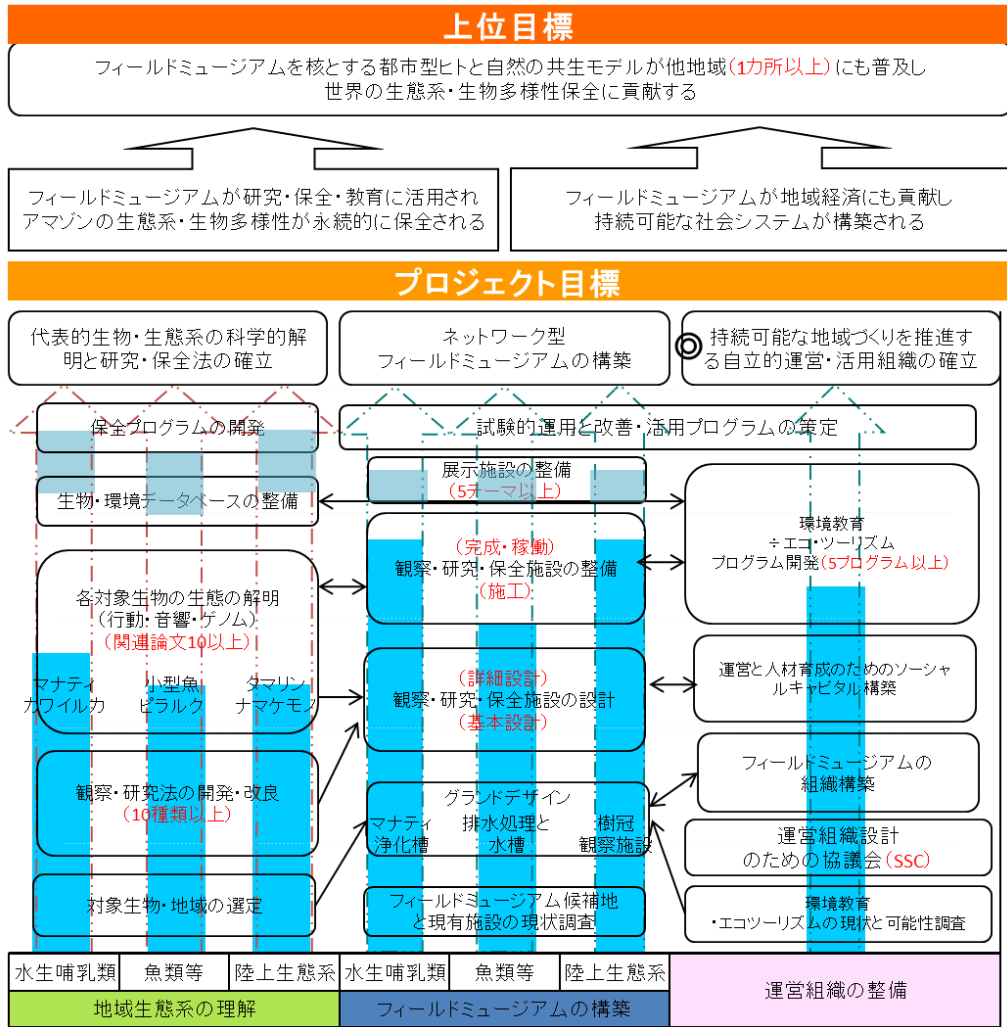 上位目標
フィールドミュージアムを核とする都市型ヒトと自然の共生モデルが他地域(1カ所以上)にも普及し
世界の生態系・生物多様性保全に貢献する
フィールドミュージアムが研究・保全・教育に活用され
アマゾンの生態系・生物多様性が永続的に保全される
フィールドミュージアムが地域経済にも貢献し
持続可能な社会システムが構築される
プロジェクト目標
代表的生物・生態系の科学的解
明と研究・保全法の確立
ネットワーク型
フィールドミュージアムの構築
◎
持続可能な地域づくりを推進す
る自立的運営・活用組織の確立
保全プログラムの開発
試験的運用と改善・活用プログラムの策定
生物・環境データベースの整備
展示施設の整備
(5テーマ以上)
各対象生物の生態の解明
(行動・音響・ゲノム)
(関連論文10以上)
マナティ
カワイルカ
小型魚
ピラルク
タマリン
ナマケモノ
(完成・稼働)
観察・研究・保全施設の整備
(施工)
環境教育
÷エコ・ツーリズム
プログラム開発(5プログラム以上)
(詳細設計)
観察・研究・保全施設の設計
(基本設計)
運営と人材育成のためのソーシャ
ルキャピタル構築
観察・研究法の開発・改良
(10種類以上)
グランドデザイン
マナティ
浄化槽
排水処理と
水槽
樹冠
観察施設
フィールドミュージアムの
組織構築
運営組織設計
のための協議会(SSC)
対象生物・地域の選定
フィールドミュージアム候補地
と現有施設の現状調査
環境教育
・エコツーリズムの現状と可能性調査
水生哺乳類
魚類等
陸上生態系
水生哺乳類
魚類等
陸上生態系
地域生態系の理解
フィールドミュージアムの構築
運営組織の整備